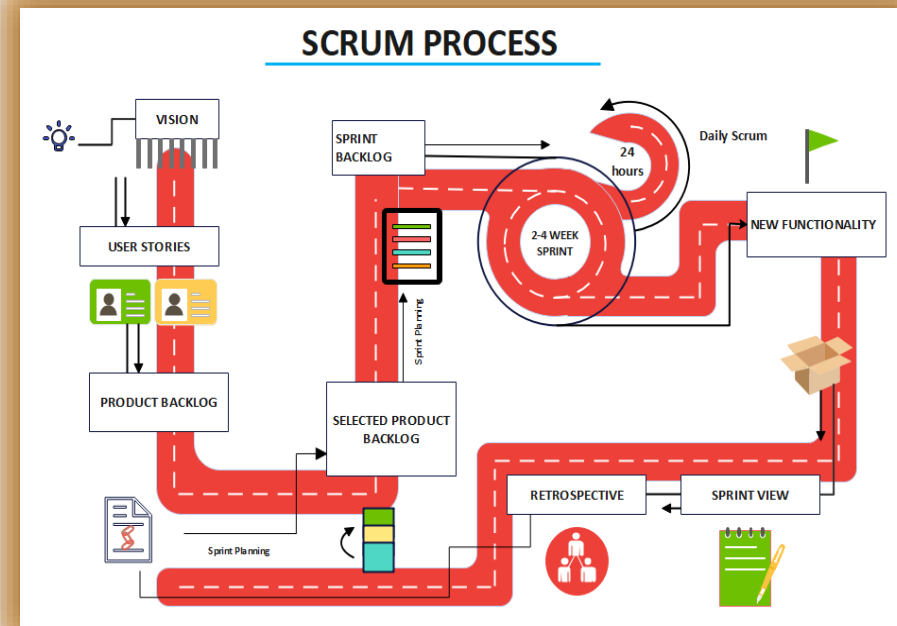 SCRUM PROCESS
VISION
USER STORIES
PRODUCT BACKLOG
Sprint Planning
SELECTED PRODUCT
BACKLOG
Sprint Planning
SPRINT
BACKLOG
2-4 WEEK
SPRINT
24
hours
Daily Scrum
NEW FUNCTIONALITY
SPRINT VIEW
RETROSPECTIVE